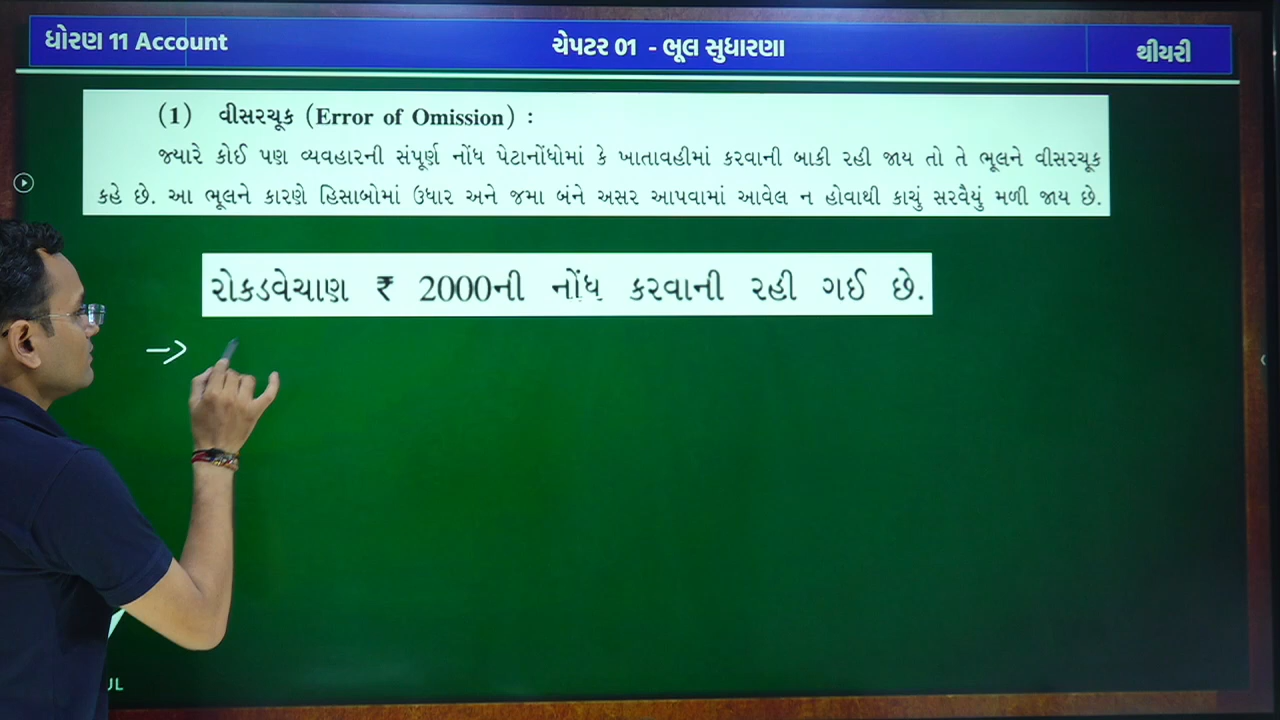 ધોરણ 11 Account
ચેપટર 01 - ભૂલ સુધારણા
થીયરી
(1) વીસરચૂક (Error of Omission) :
જ્યારે કોઈ પણ વ્યવહારની સંપૂર્ણ નોંધ પેટાનોંધોમાં કે ખાતાવહીમાં કરવાની બાકી રહી જાય તો તે ભૂલને વીસરચૂક
કહે છે. આ ભૂલને કારણે હિસાબોમાં ઉધાર અને જમા બંને અસર આપવામાં આવેલ ન હોવાથી કાચું સરવૈયું મળી જાય છે.
રોકડવેચાણ ₹ 2000ની નોંધ કરવાની રહી ગઈ છે.